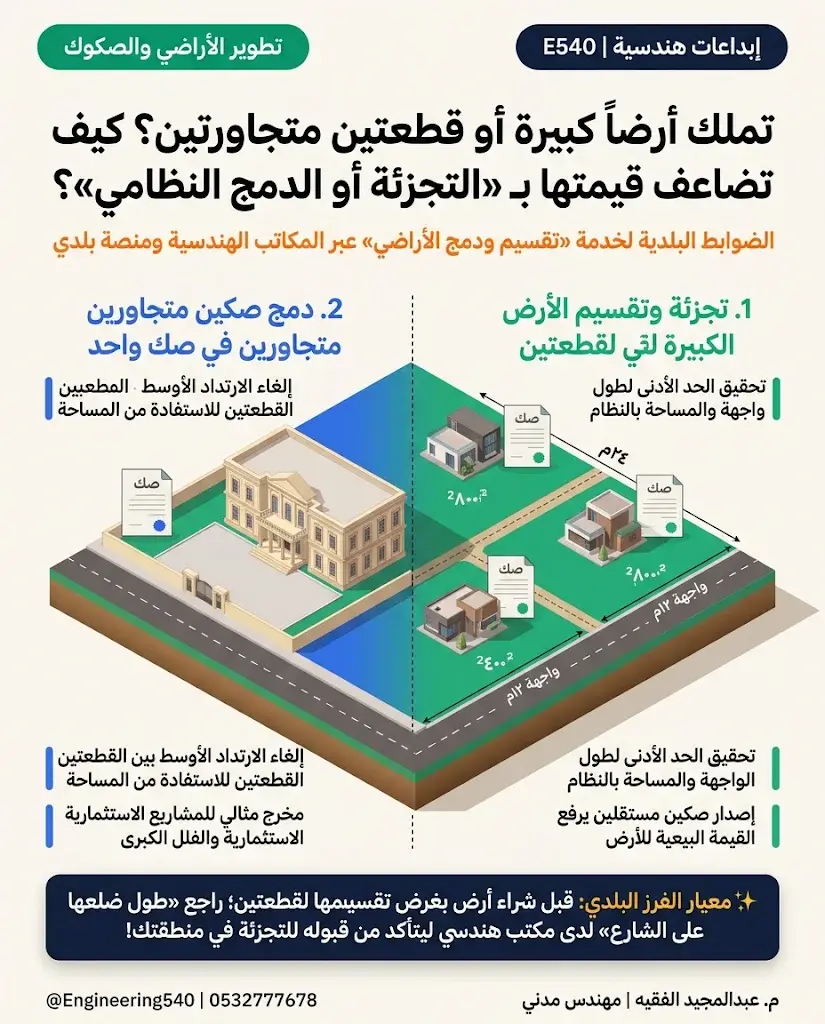 إبداعات هندسية | E540
تطوير الأراضي والصكوك
تملك أرضاً كبيرة أو قطعتين متجاورتين؟ كيف
تضاعف قيمتها بـ «التجزئة أو الدمج النظامي»؟
الضوابط البلدية لخدمة «تقسيم ودمج الأراضي» عبر المكاتب الهندسية ومنصة بلدي
1. تجزئة وتقسيم الأرض
الكبيرة لتي لقطعتين
تحقيق الحد الأدنى لطول
واجهة والمساحة بالنظام
2. دمج صكين متجاورين
متجاورين في صك واحد
إلغاء الارتداد الأوسط · المطعبين
القطعتين للاستفادة من المساحة
صك
صك
صك
صك
٢٤م
٨٠٠
٨٠٠
٤٠٠
واجهة ١٢م
واجهة ١٢م
تحقيق الحد الأدنى لطول
الواجهة والمساحة بالنظام
إصدار صكين مستقلين يرفع
القيمة البيعية للأرض
إلغاء الارتداد الأوسط بين القطعتين
القطعتين للاستفادة من المساحة
مخرج مثالي للمشاريع الاستثمارية
الاستثمارية والفلل الكبرى
معيار الفرز البلدي: قبل شراء أرض بغرض تقسيمها لقطعتين؛ راجع «طول ضلعها
على الشارع» لدى مكتب هندسي ليتأكد من قبوله للتجزئة في منطقتك!
م. عبدالمجيد الفقيه | مهندس مدني
@Engineering540 | 0532777678